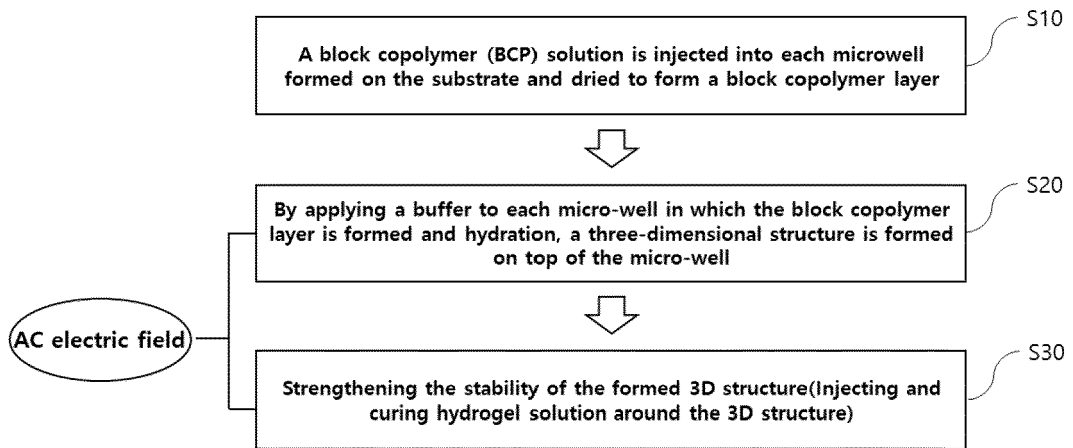 S10
A block copolymer (BCP) solution is injected into each microwell
formed on the substrate and dried to form a block copolymer layer
S20
By applying a buffer to each micro-well in which the block copolymer
layer is formed and hydration, a three-dimensional structure is formed
on top of the micro-well
AC electric field
S30
Strengthening the stability of the formed 3D structure(Injecting and
curing hydrogel solution around the 3D structure)